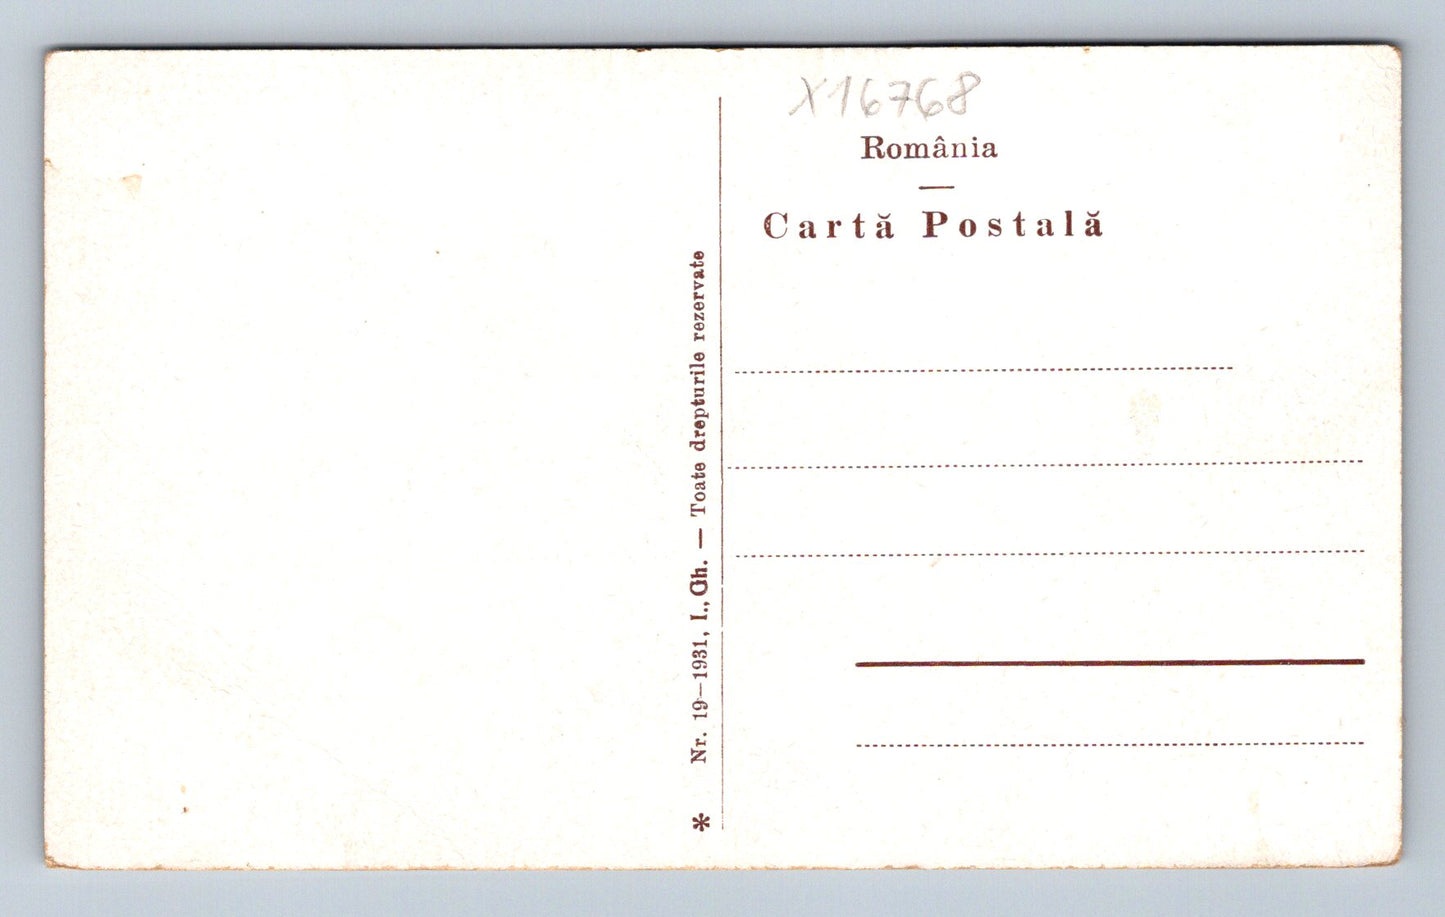 X16768
România
Cartă Postală
* Nr. 19—1931, I., Gh. — Toate drepturile rezervate